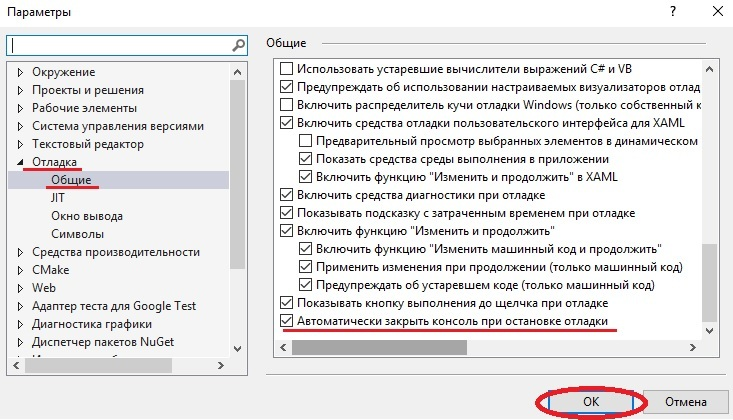 Параметры
?
Окружение
Проекты и решения
Рабочие элементы
Система управления версиями
Текстовый редактор
Отладка
Общие
JIT
Окно вывода
Символы
Средства производительности
CMake
Web
Адаптер теста для Google Test
Диагностика графики
Диспетчер пакетов NuGet
Общие
Использовать устаревшие вычислители выражений C# и VB
Предупреждать об использовании настраиваемых визуализаторов отлад
Включить распределитель кучи отладки Windows (только собственный к
Включить средства отладки пользовательского интерфейса для XAML
Предварительный просмотр выбранных элементов в динамическом
Показать средства среды выполнения в приложении
Включить функцию "Изменить и продолжить" в XAML
Включить средства диагностики при отладке
Показывать подсказку с затраченным временем при отладке
Включить функцию "Изменить и продолжить"
Включить функцию "Изменить машинный код и продолжить"
Применить изменения при продолжении (только машинный код)
Предупреждать об устаревшем коде (только машинный код)
Показывать кнопку выполнения до щелчка при отладке
Автоматически закрыть консоль при остановке отладки
ОК
Отмена